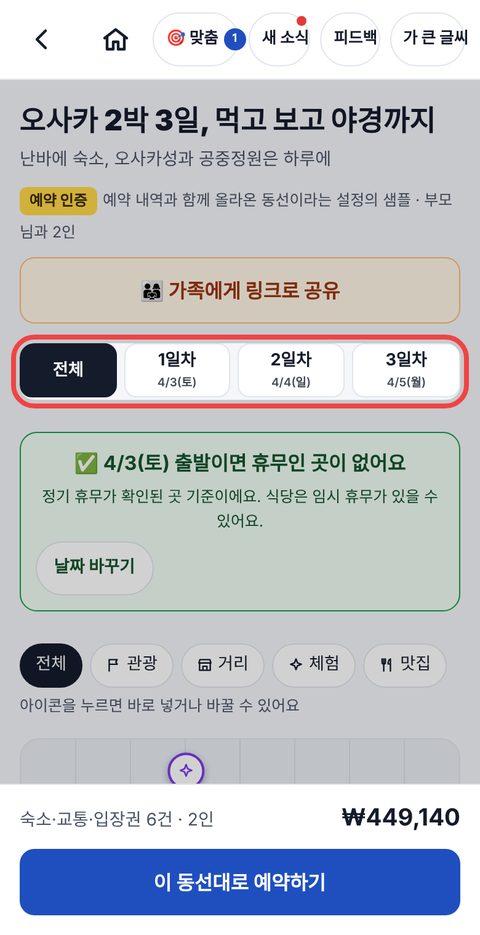 맞춤 1 새 소식 피드백 가 큰 글씨
오사카 2박 3일, 먹고 보고 야경까지
난바에 숙소, 오사카성과 공중정원은 하루에
예약 인증 예약 내역과 함께 올라온 동선이라는 설정의 샘플 · 부모
님과 2인
가족에게 링크로 공유
전체 1일차 2일차 3일차
4/3(토) 4/4(일) 4/5(월)
4/3(토) 출발이면 휴무인 곳이 없어요
정기 휴무가 확인된 곳 기준이에요. 식당은 임시 휴무가 있을 수
있어요.
날짜 바꾸기
전체 관광 거리 체험 맛집
아이콘을 누르면 바로 넣거나 바꿀 수 있어요
숙소·교통·입장권 6건 · 2인 ₩449,140
이 동선대로 예약하기